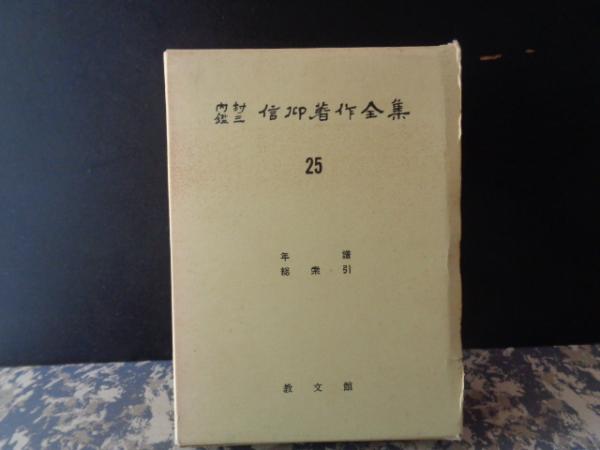 内村鑑三 信仰著作全集
25
年譜
総索引
教文館